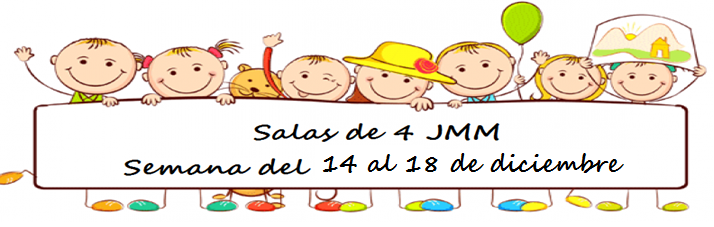 Salas de 4 JMM
Semana del 14 al 18 de diciembre